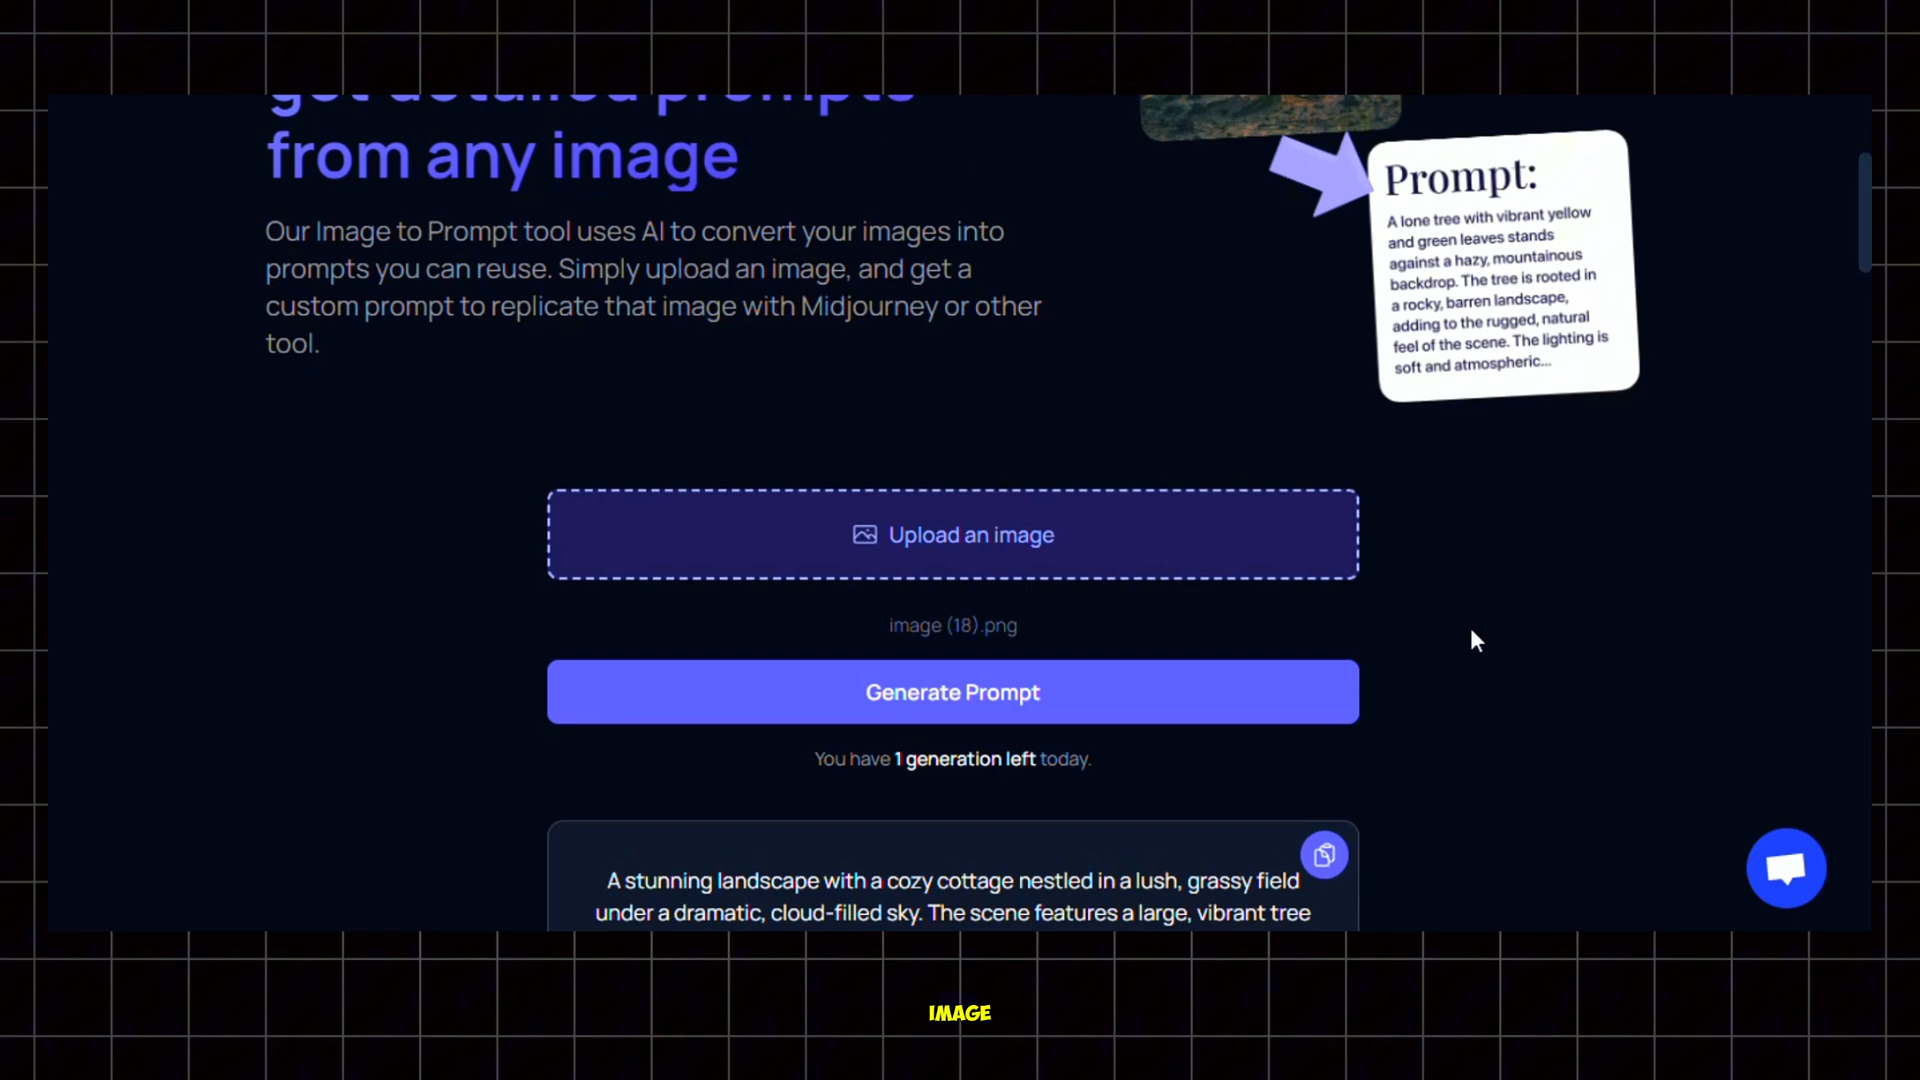 get detailed prompts
from any image
Our Image to Prompt tool uses AI to convert your images into
prompts you can reuse. Simply upload an image, and get a
custom prompt to replicate that image with Midjourney or other
tool.
Prompt:
A lone tree with vibrant yellow
and green leaves stands
against a hazy, mountainous
backdrop. The tree is rooted in
a rocky, barren landscape,
adding to the rugged, natural
feel of the scene. The lighting is
soft and atmospheric...
Upload an image
image (18).png
Generate Prompt
You have 1 generation left today.
A stunning landscape with a cozy cottage nestled in a lush, grassy field
under a dramatic, cloud-filled sky. The scene features a large, vibrant tree
IMAGE